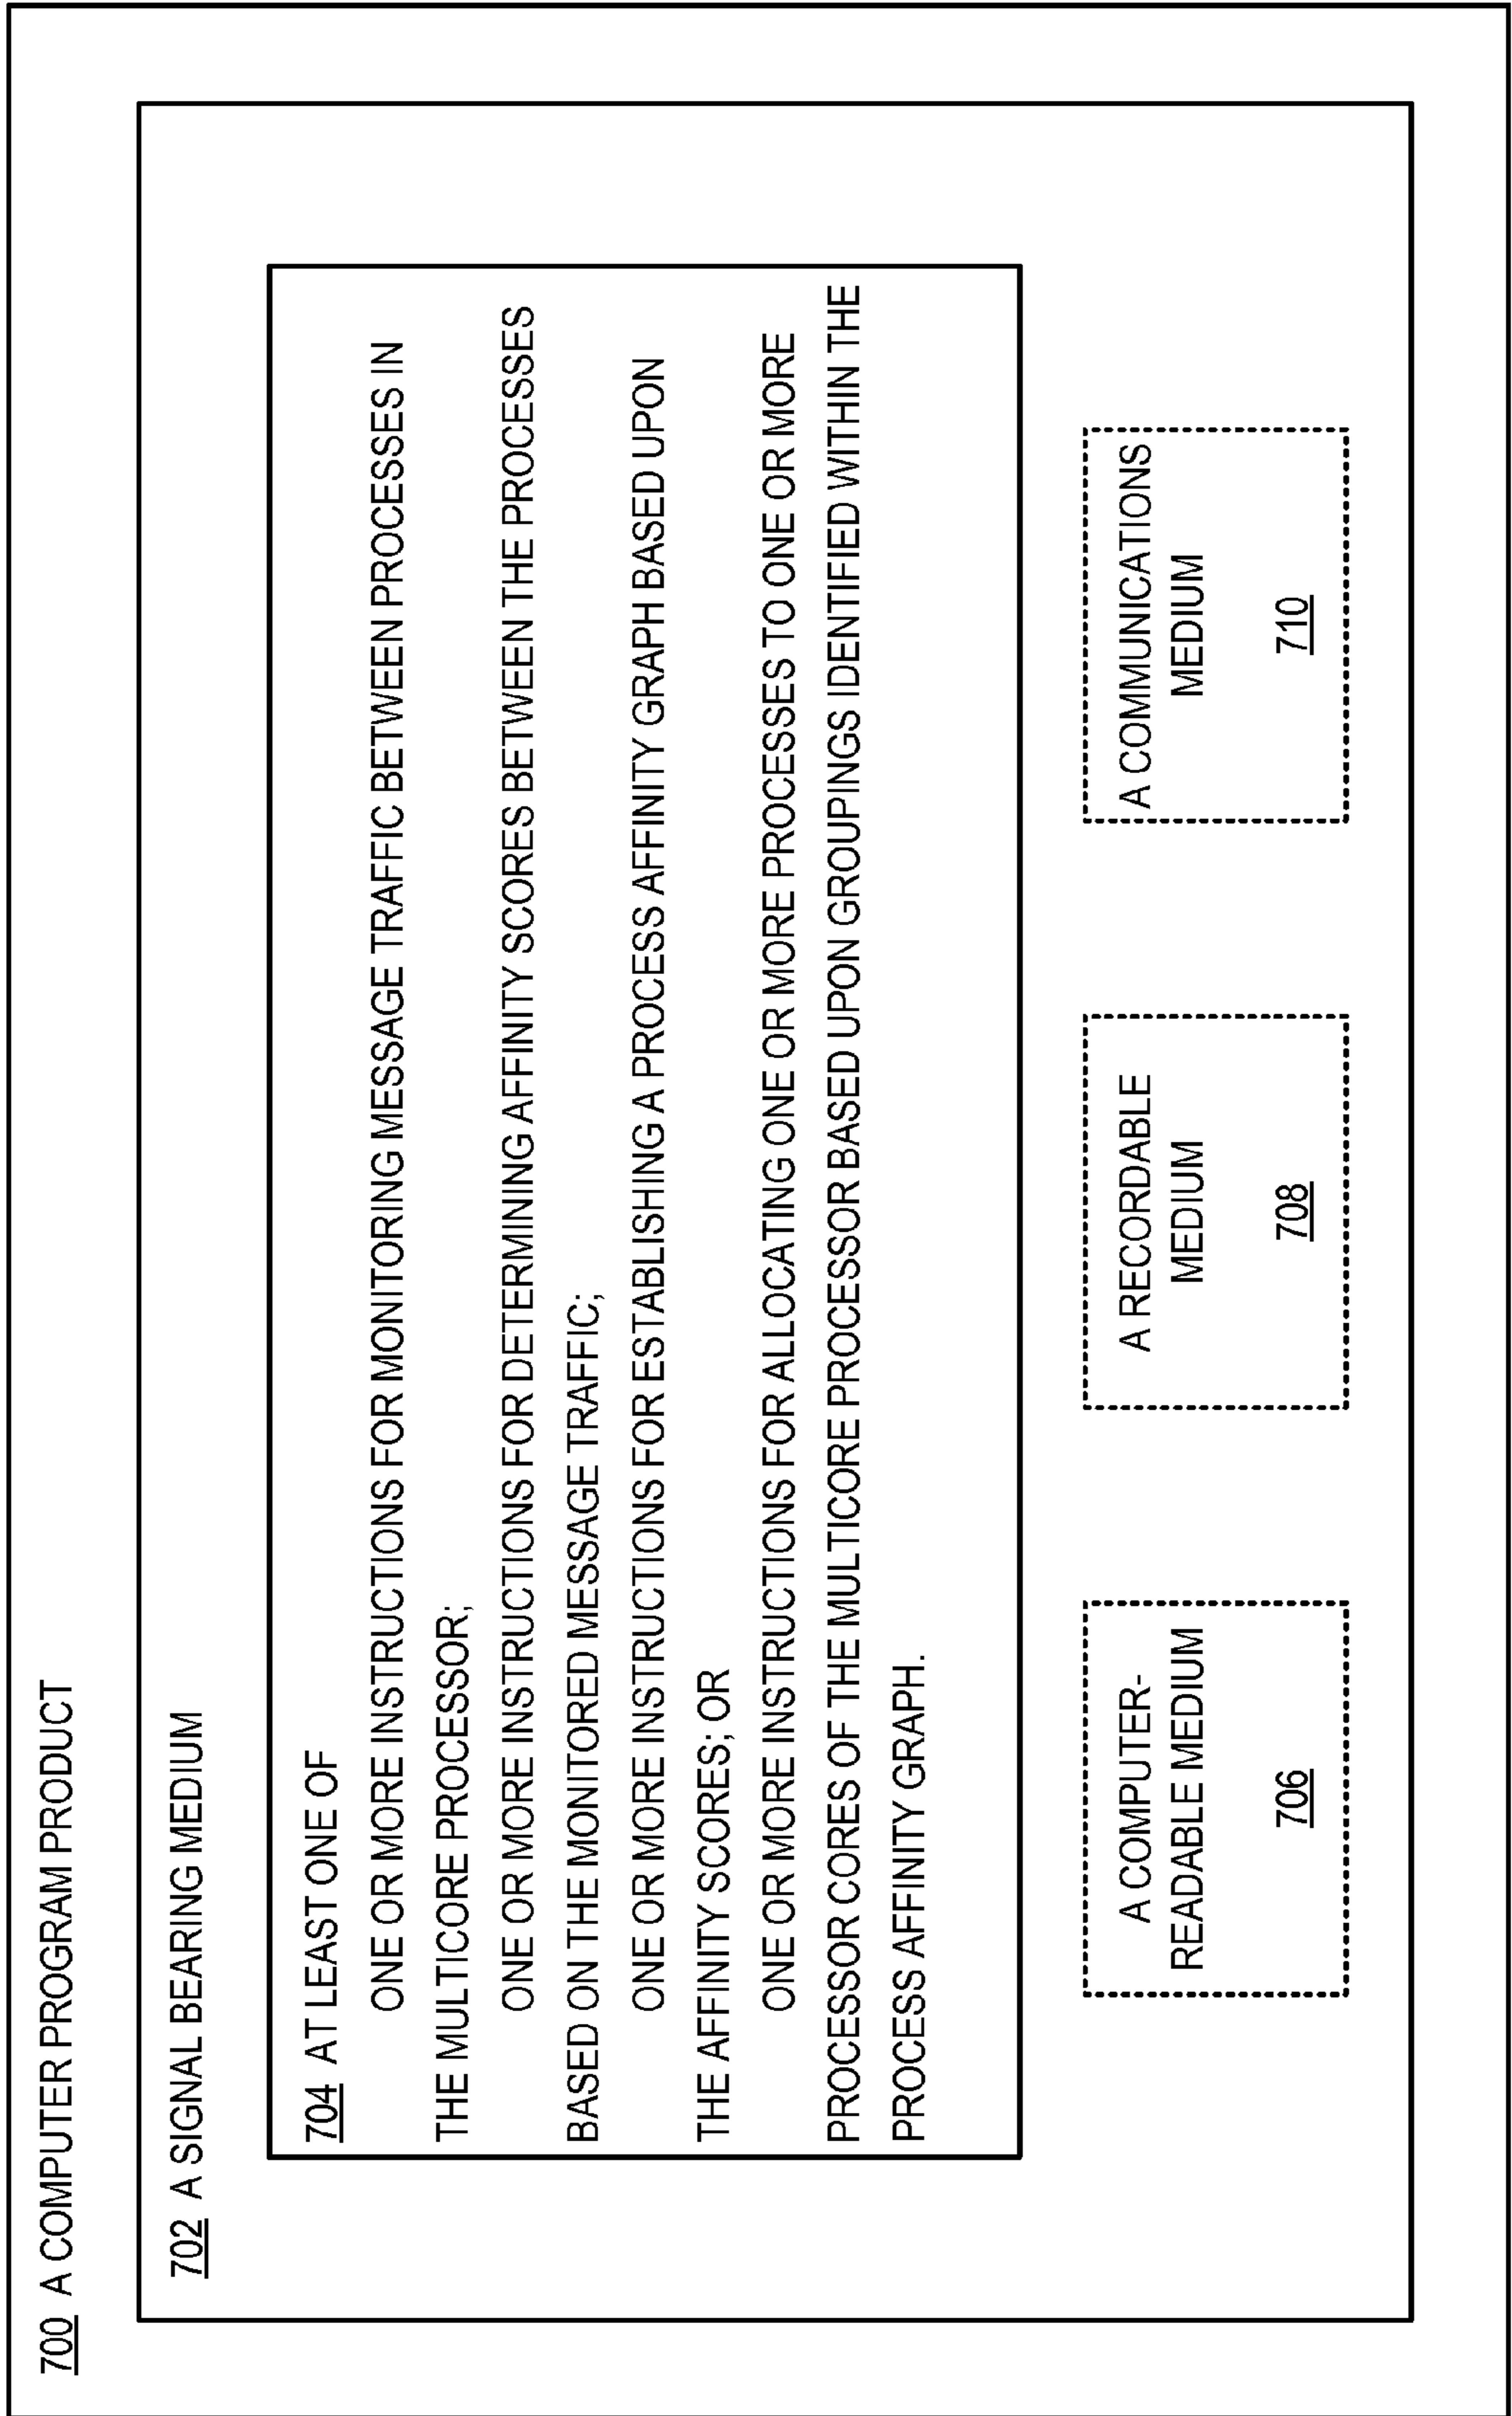 700 A COMPUTER PROGRAM PRODUCT
702 A SIGNAL BEARING MEDIUM
704 AT LEAST ONE OF
ONE OR MORE INSTRUCTIONS FOR MONITORING MESSAGE TRAFFIC BETWEEN PROCESSES IN
THE MULTICORE PROCESSOR;
ONE OR MORE INSTRUCTIONS FOR DETERMINING AFFINITY SCORES BETWEEN THE PROCESSES
BASED ON THE MONITORED MESSAGE TRAFFIC;
ONE OR MORE INSTRUCTIONS FOR ESTABLISHING A PROCESS AFFINITY GRAPH BASED UPON
THE AFFINITY SCORES; OR
ONE OR MORE INSTRUCTIONS FOR ALLOCATING ONE OR MORE PROCESSES TO ONE OR MORE
PROCESSOR CORES OF THE MULTICORE PROCESSOR BASED UPON GROUPINGS IDENTIFIED WITHIN THE
PROCESS AFFINITY GRAPH.
A COMPUTER-
READABLE MEDIUM
706
A RECORDABLE
MEDIUM
708
A COMMUNICATIONS
MEDIUM
710